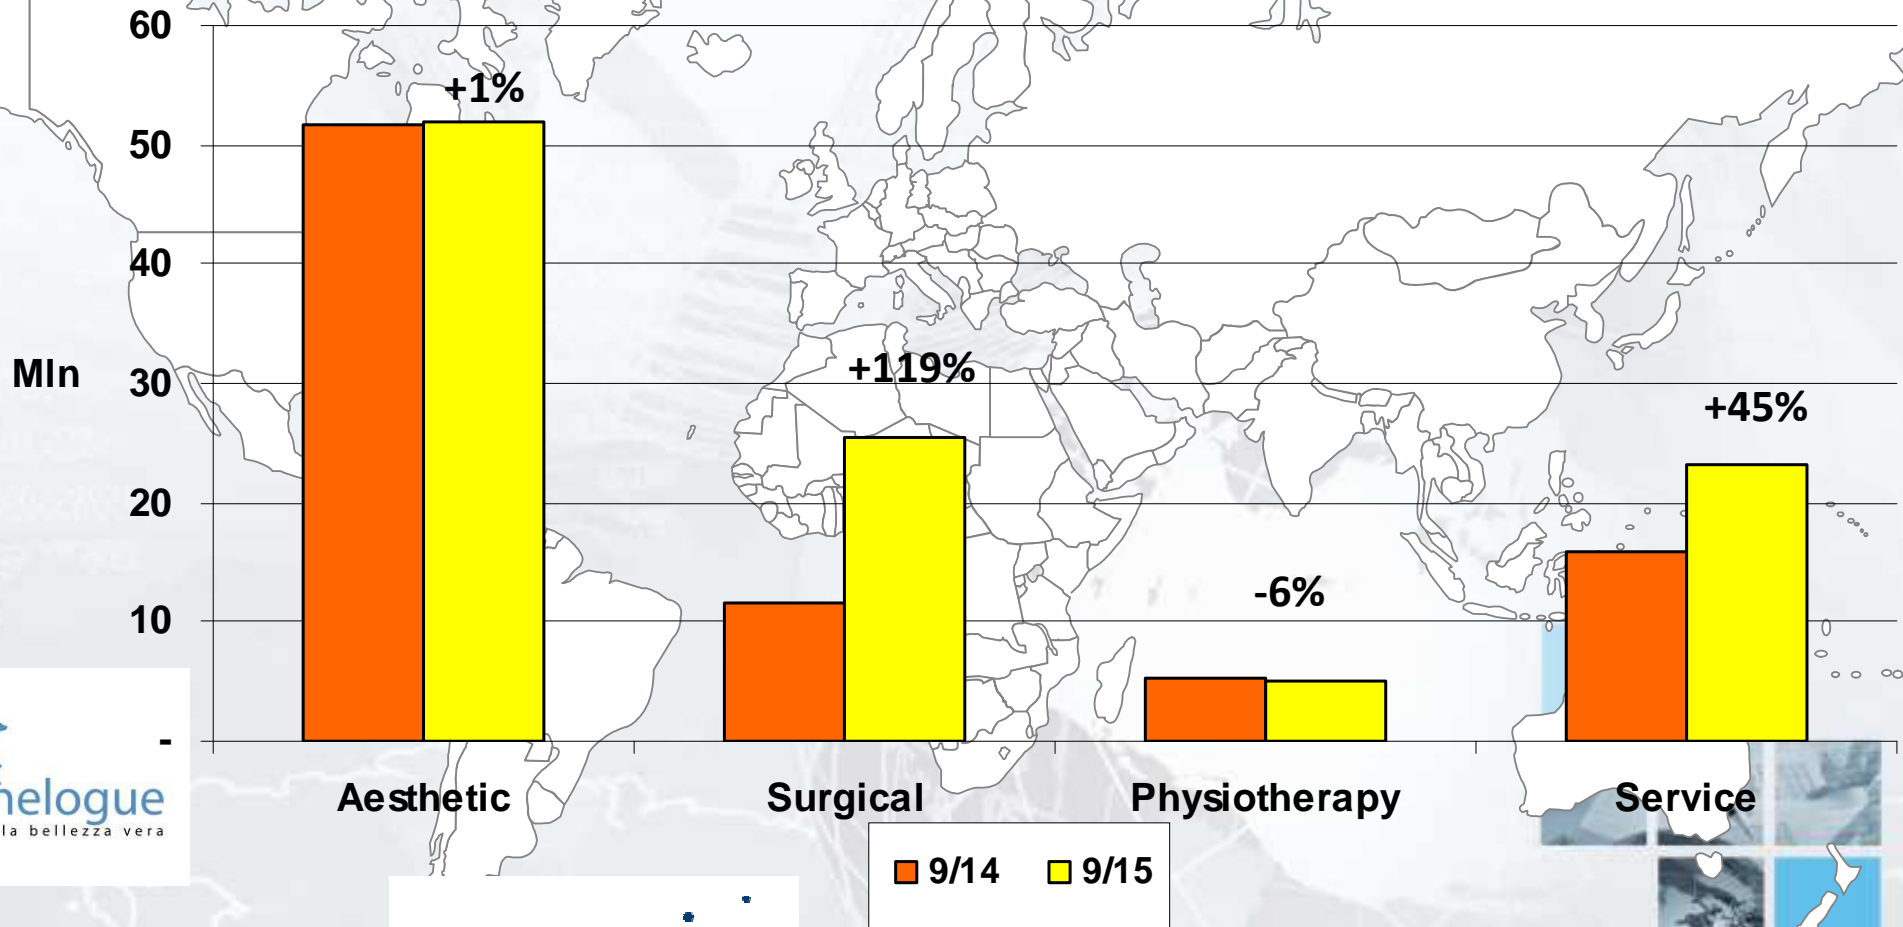 60
+1%
50
40
Mln
30
+119%
+45%
20
-6%
10
-
helogue
la bellezza vera
Aesthetic
Surgical
Physiotherapy
Service
9/14
9/15